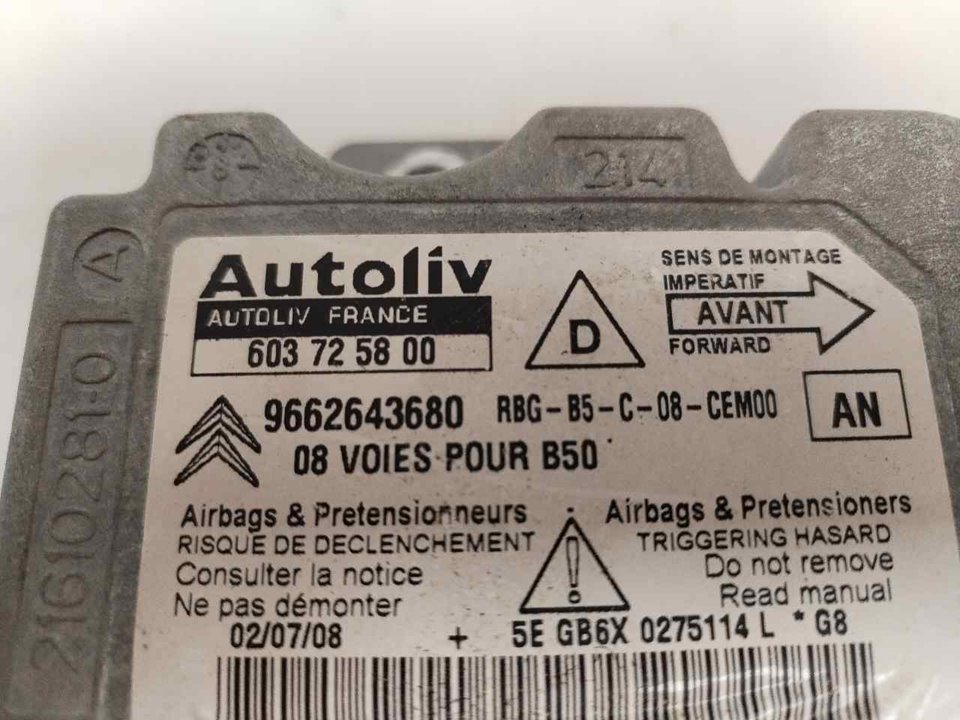 214
A
21610281-0
Autoliv
AUTOLIV FRANCE
603 72 58 00
D
SENS DE MONTAGE
IMPERATIF
AVANT
FORWARD
9662643680 RBG-B5-C-08-CEM00
AN
08 VOIES POUR B50
Airbags & Pretensionneurs
RISQUE DE DECLENCHEMENT
Consulter la notice
Ne pas démonter
!
Airbags & Pretensioners
TRIGGERING HASARD
Do not remove
Read manual
02/07/08 + 5E GB6X 0275114 L * G8